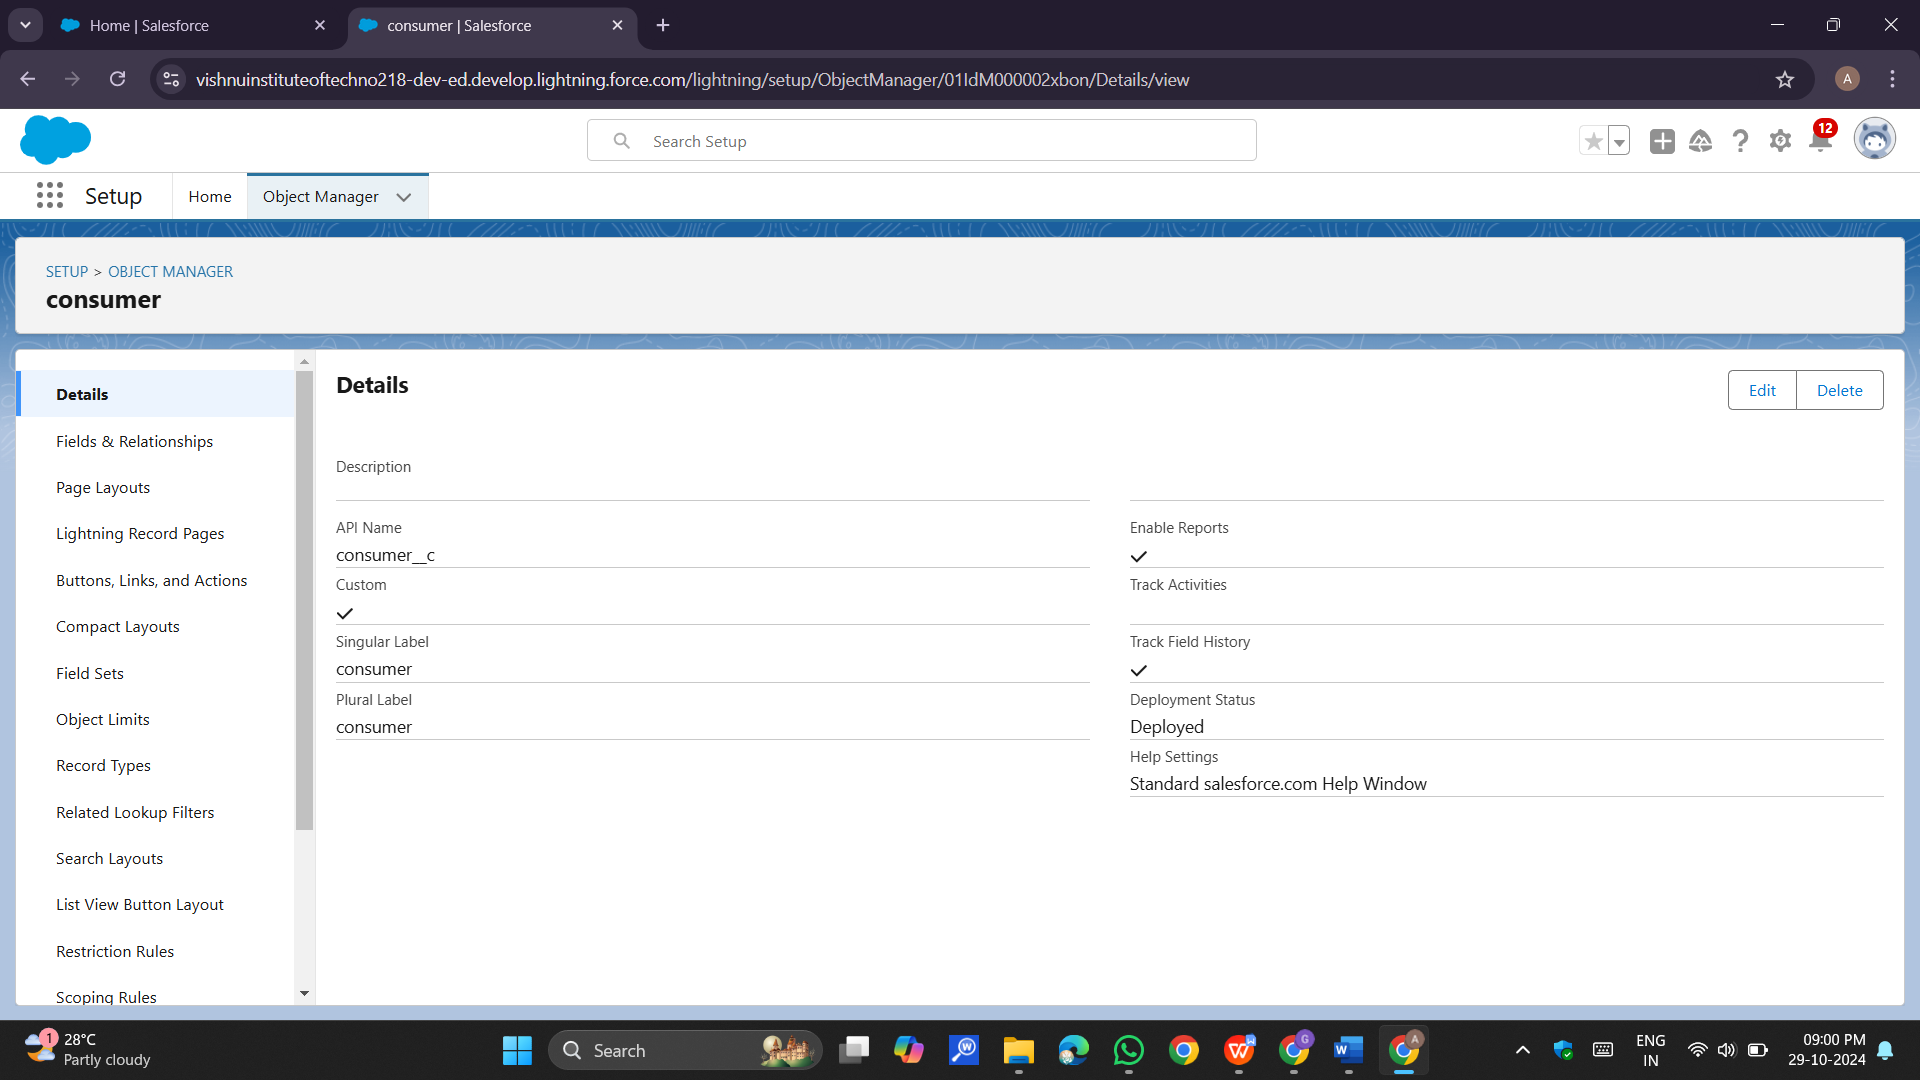 Home | Salesforce
consumer | Salesforce
vishnuinstituteoftechno218-dev-ed.develop.lightning.force.com/lightning/setup/ObjectManager/01IdM000002xbon/Details/view
A
Search Setup
12
Setup
Home
Object Manager
SETUP > OBJECT MANAGER
consumer
Details
Fields & Relationships
Page Layouts
Lightning Record Pages
Buttons, Links, and Actions
Compact Layouts
Field Sets
Object Limits
Record Types
Related Lookup Filters
Search Layouts
List View Button Layout
Restriction Rules
Scoping Rules
Details
Edit
Delete
Description
API Name
consumer__c
Custom
Singular Label
consumer
Plural Label
consumer
Enable Reports
Track Activities
Track Field History
Deployment Status
Deployed
Help Settings
Standard salesforce.com Help Window
1
28°C
Partly cloudy
Search
W
W
G
W
A
ENG
IN
09:00 PM
29-10-2024